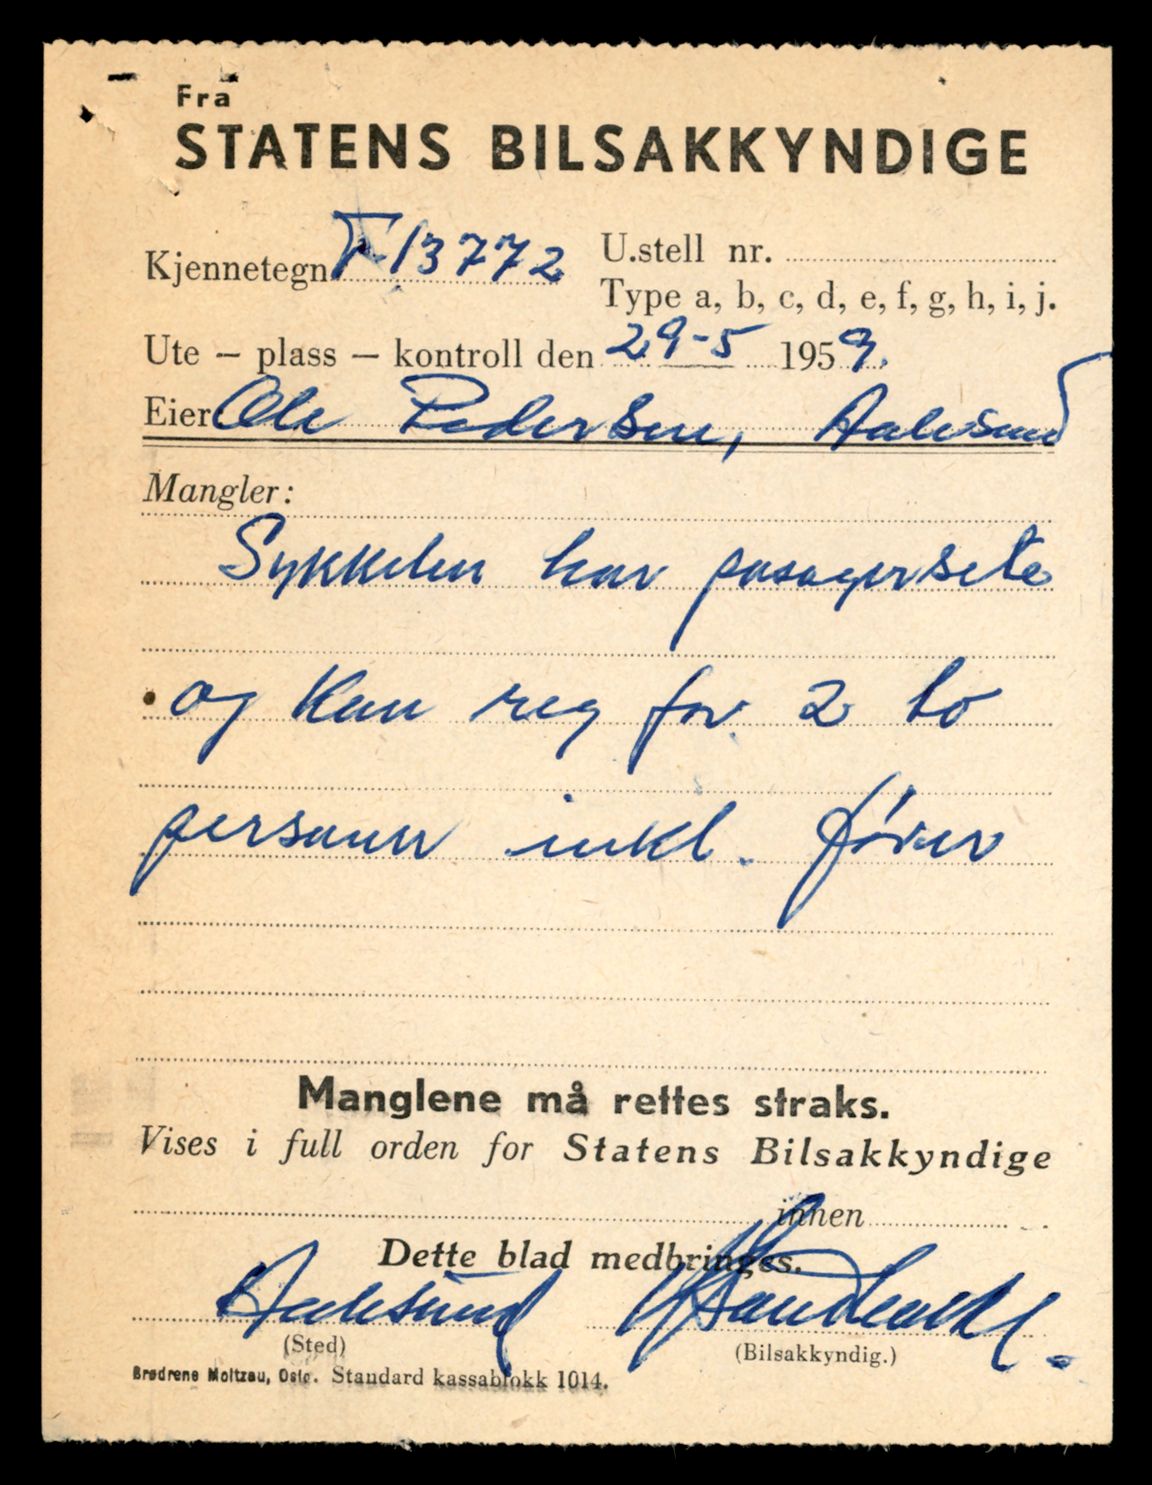 Fra
STATENS BILSAKKYNDIGE
Kjennetegn T-13772
U.stell nr.
Type a, b, c, d, e, f, g, h, i, j.
Ute – plass – kontroll den 29-5 1959.
Eier Ole Pedersen, Aalesund
Mangler:
Sykkelen har pasagersete
og kan reg for 2 to
personer inkl. fører
Manglene må rettes straks.
Vises i full orden for Statens Bilsakkyndige
innen
Dette blad medbringes.
Aalesund
(Sted)
(Bilsakkyndig.)
Brødrene Moltzau, Oslo. Standard kassablokk 1014.